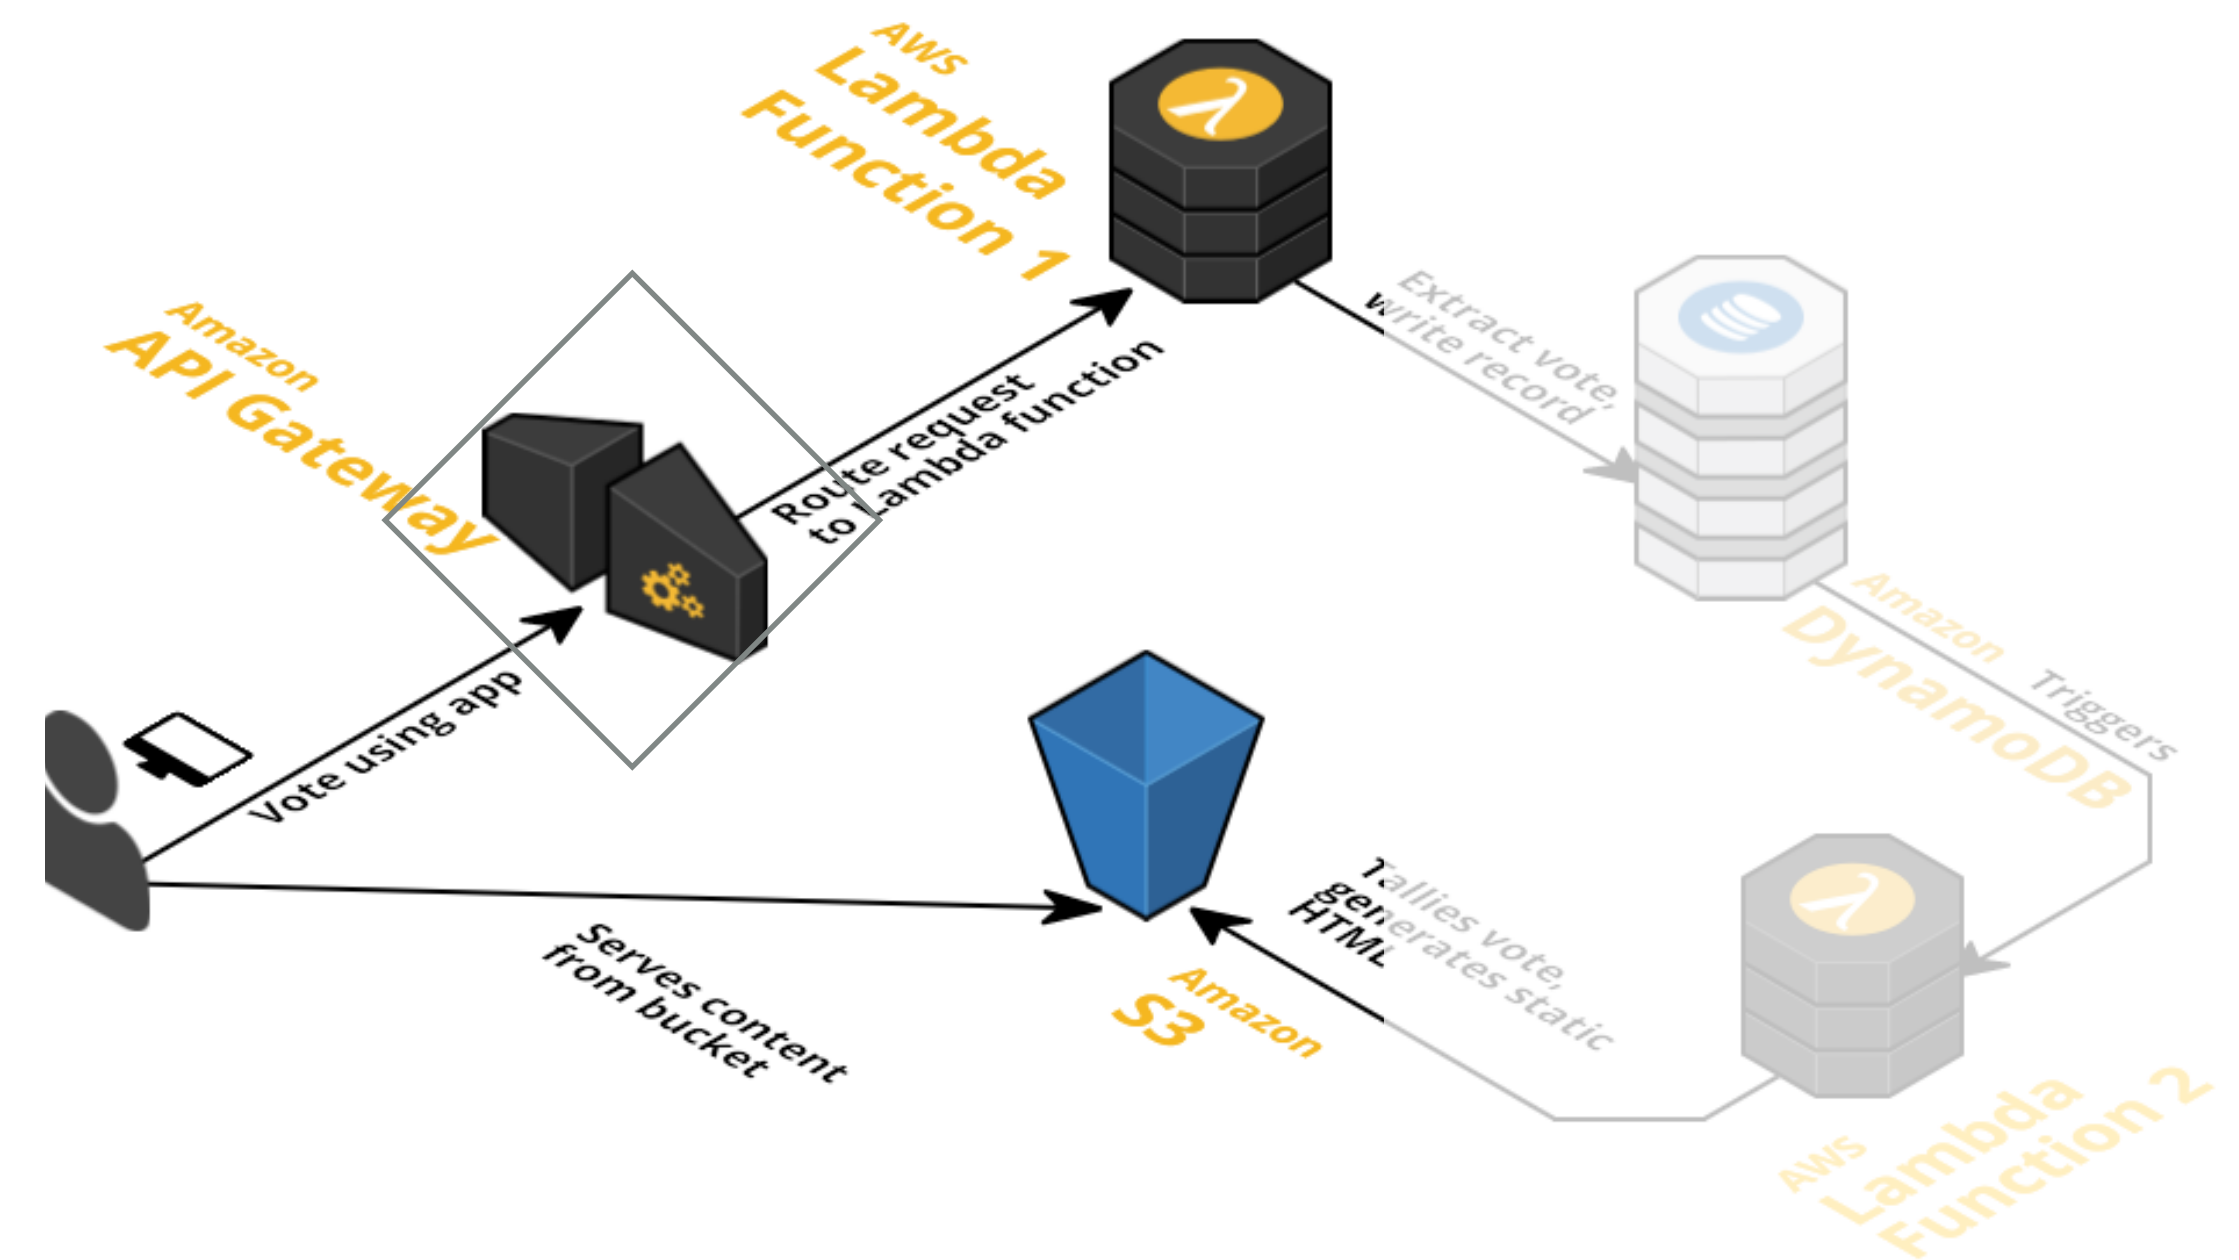 Aws
Lambda
Function 1
Amazon
API Gateway
Route request
to Lambda function
Extract vote,
write record
Vote using app
Amazon
DynamoDB
Triggers
Serves content
from bucket
Amazon
S3
Tallies vote,
generates static
HTML
AWS
Lambda
Function 2